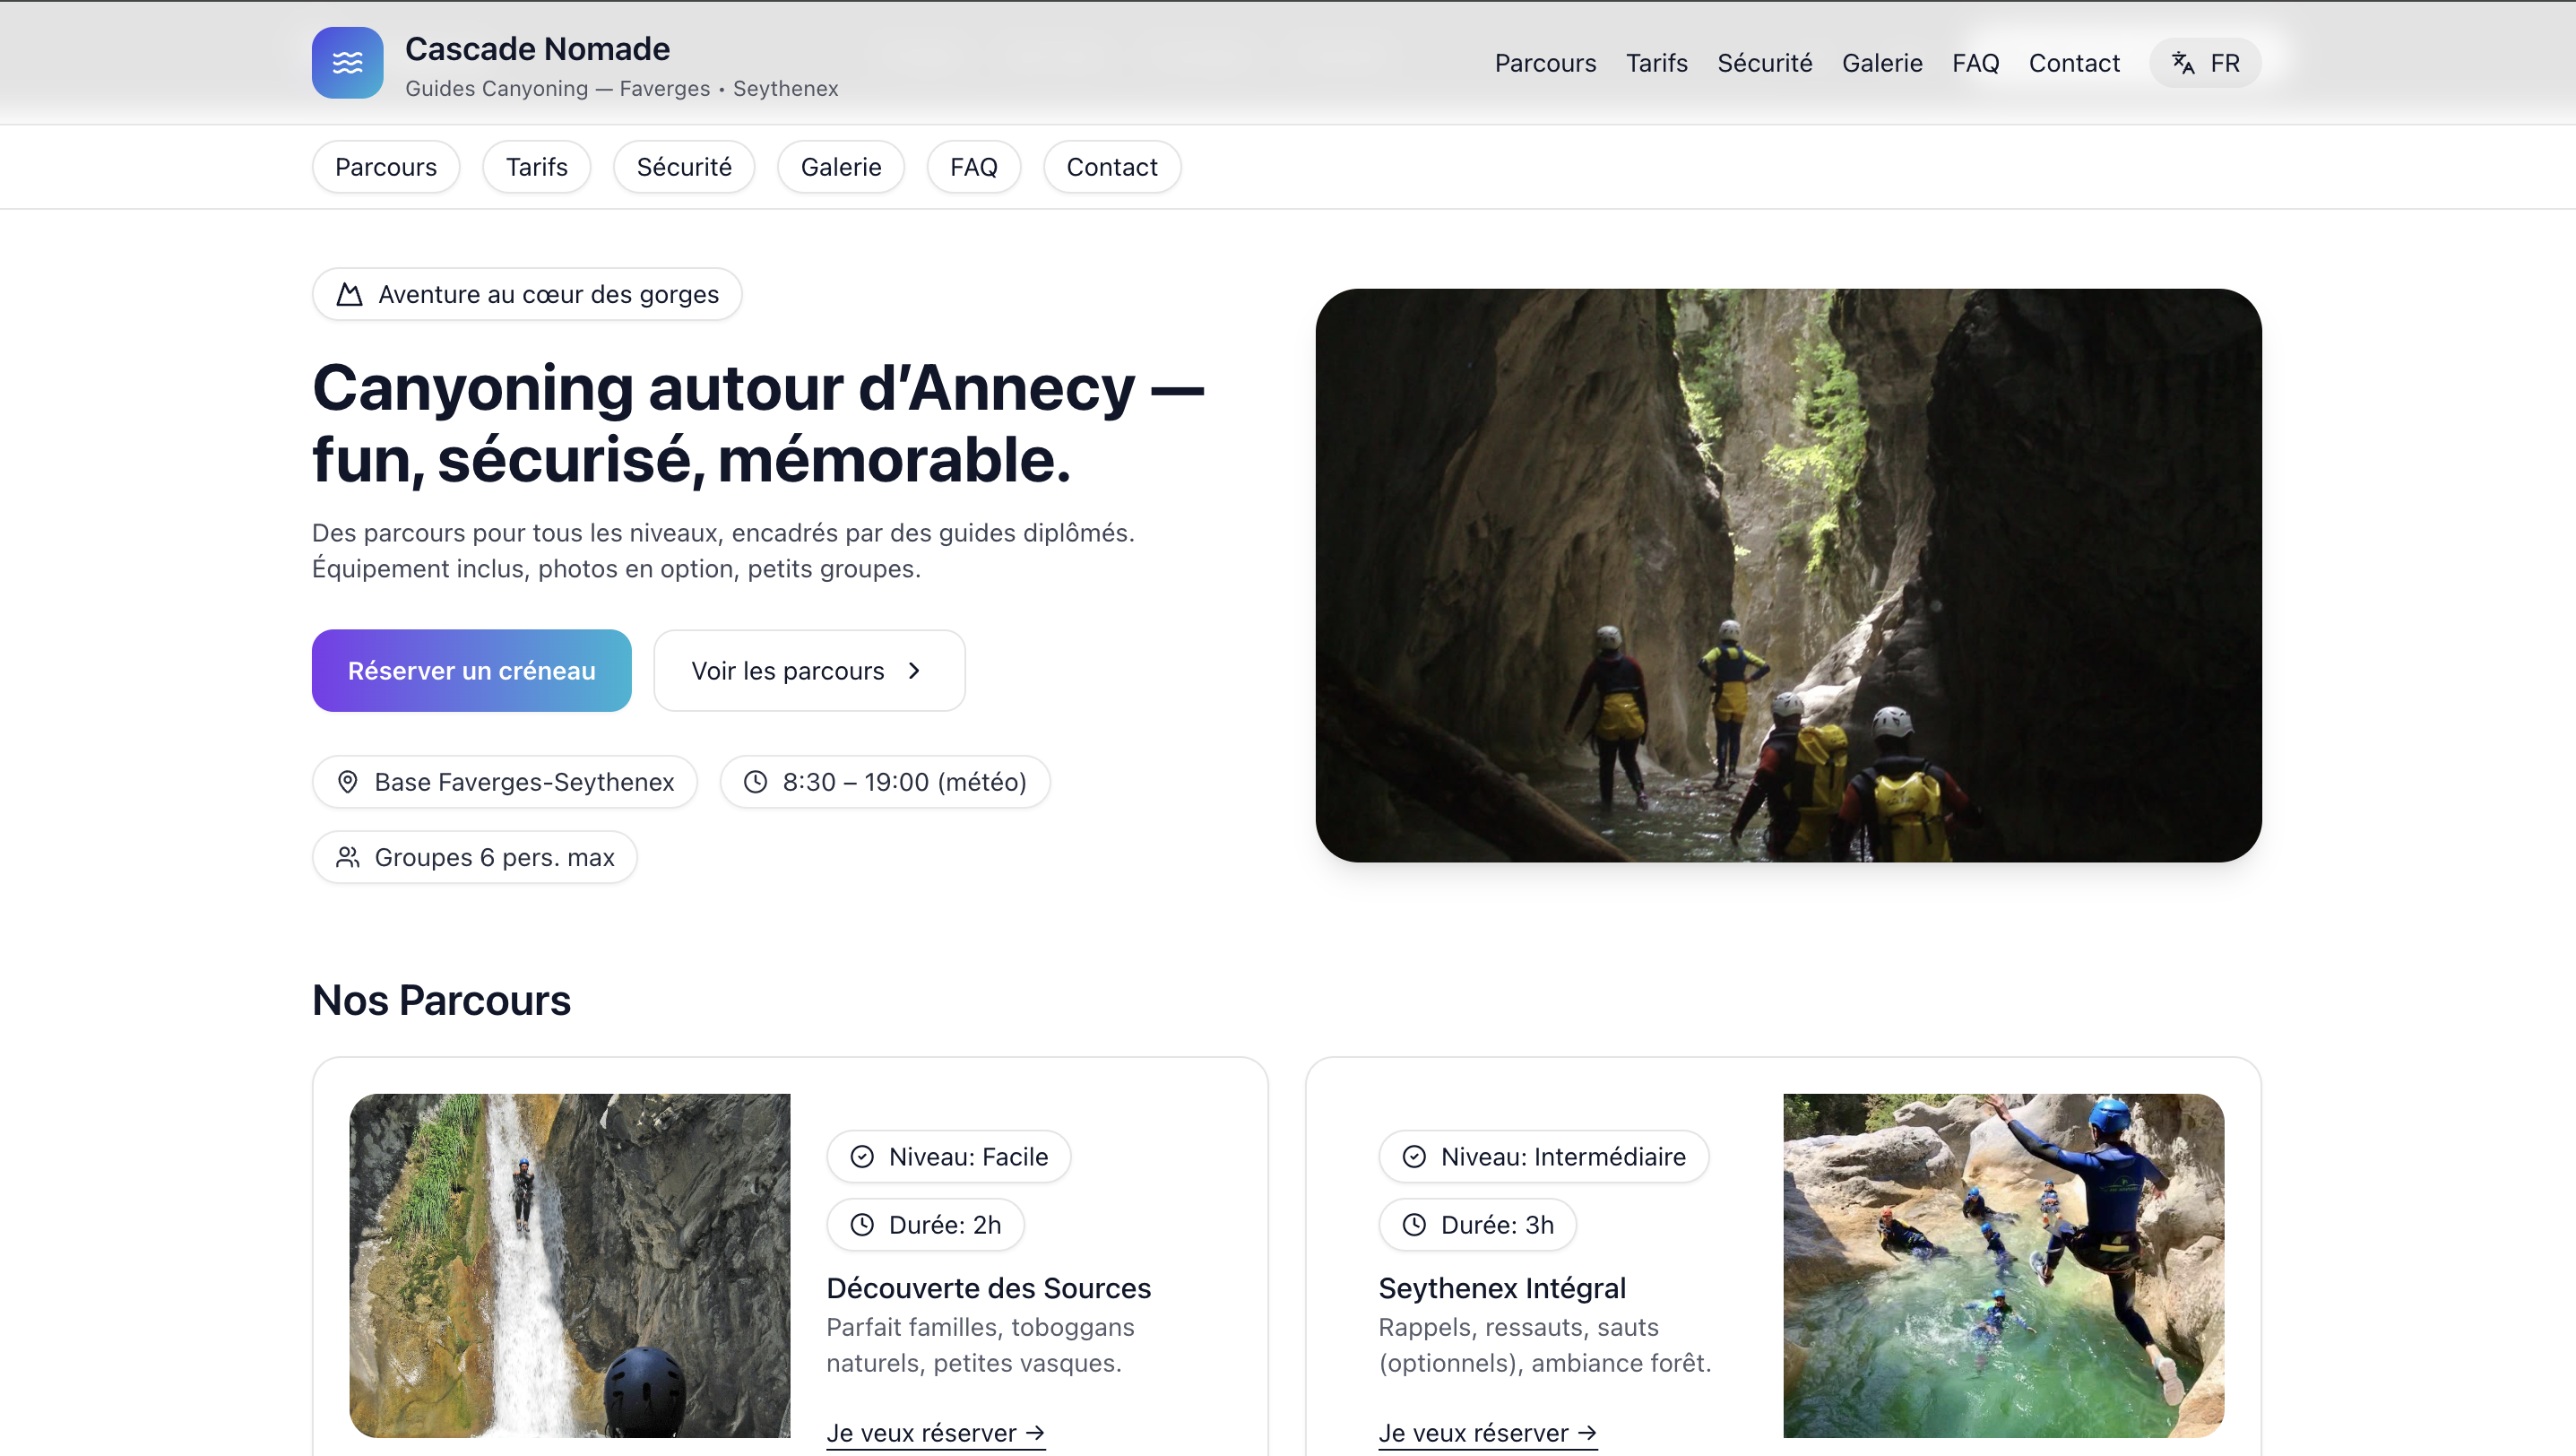 Cascade Nomade
Guides Canyoning — Faverges • Seythenex
Parcours Tarifs Sécurité Galerie FAQ Contact FR
Parcours Tarifs Sécurité Galerie FAQ Contact
Aventure au cœur des gorges
Canyoning autour d’Annecy —
fun, sécurisé, mémorable.
Des parcours pour tous les niveaux, encadrés par des guides diplômés.
Équipement inclus, photos en option, petits groupes.
Réserver un créneau
Voir les parcours
Base Faverges-Seythenex
8:30 – 19:00 (météo)
Groupes 6 pers. max
Nos Parcours
Niveau: Facile
Durée: 2h
Découverte des Sources
Parfait familles, toboggans
naturels, petites vasques.
Je veux réserver →
Niveau: Intermédiaire
Durée: 3h
Seythenex Intégral
Rappels, ressauts, sauts
(optionnels), ambiance forêt.
Je veux réserver →